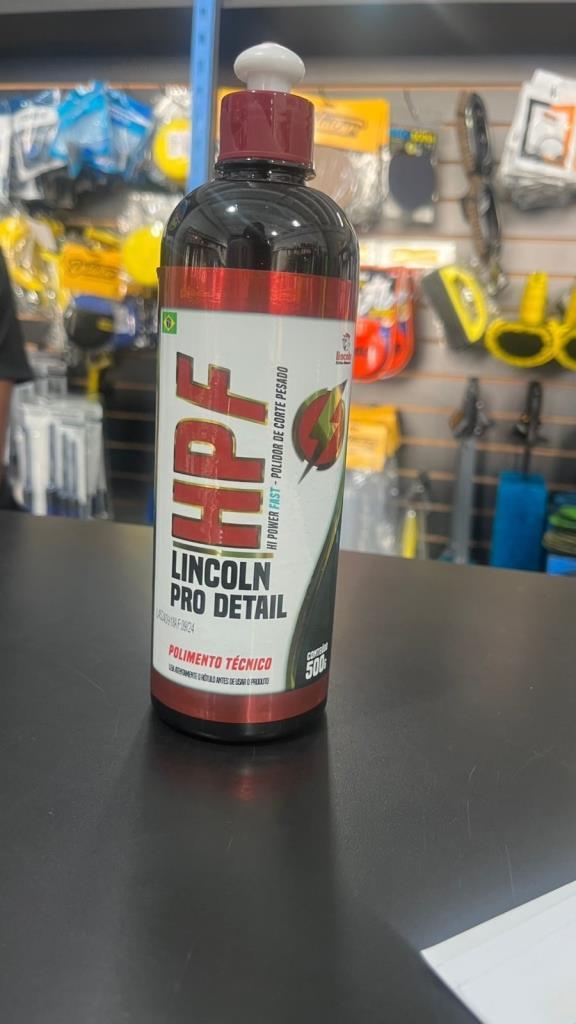 HPF
HI POWER FAST - POLIDOR DE CORTE PESADO
lincoln
LINCOLN
PRO DETAIL
POLIMENTO TÉCNICO
LEIA ATENTAMENTE O RÓTULO ANTES DE USAR O PRODUTO
CONTEÚDO
500G